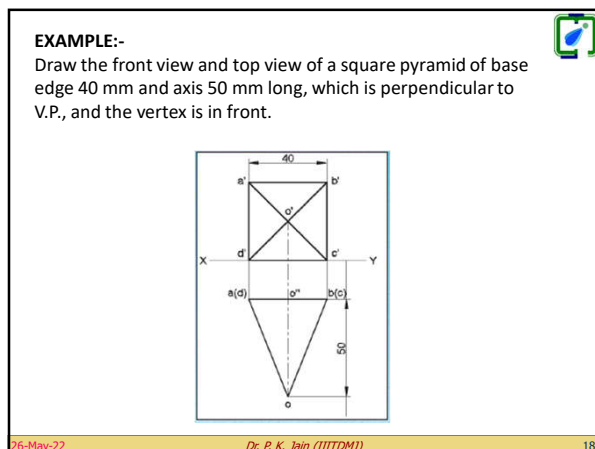 EXAMPLE:-
Draw the front view and top view of a square pyramid of base
edge 40 mm and axis 50 mm long, which is perpendicular to
V.P., and the vertex is in front.
40
a' b'
o'
d' c'
X Y
a(d) o" b(c)
50
o
26-May-22 Dr. P. K. Jain (IIITDMJ) 18